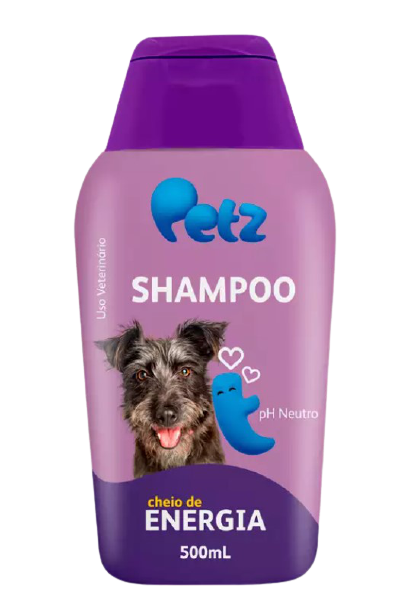 Petz
SHAMPOO
Uso Veterinário
pH Neutro
cheio de
ENERGIA
500mL